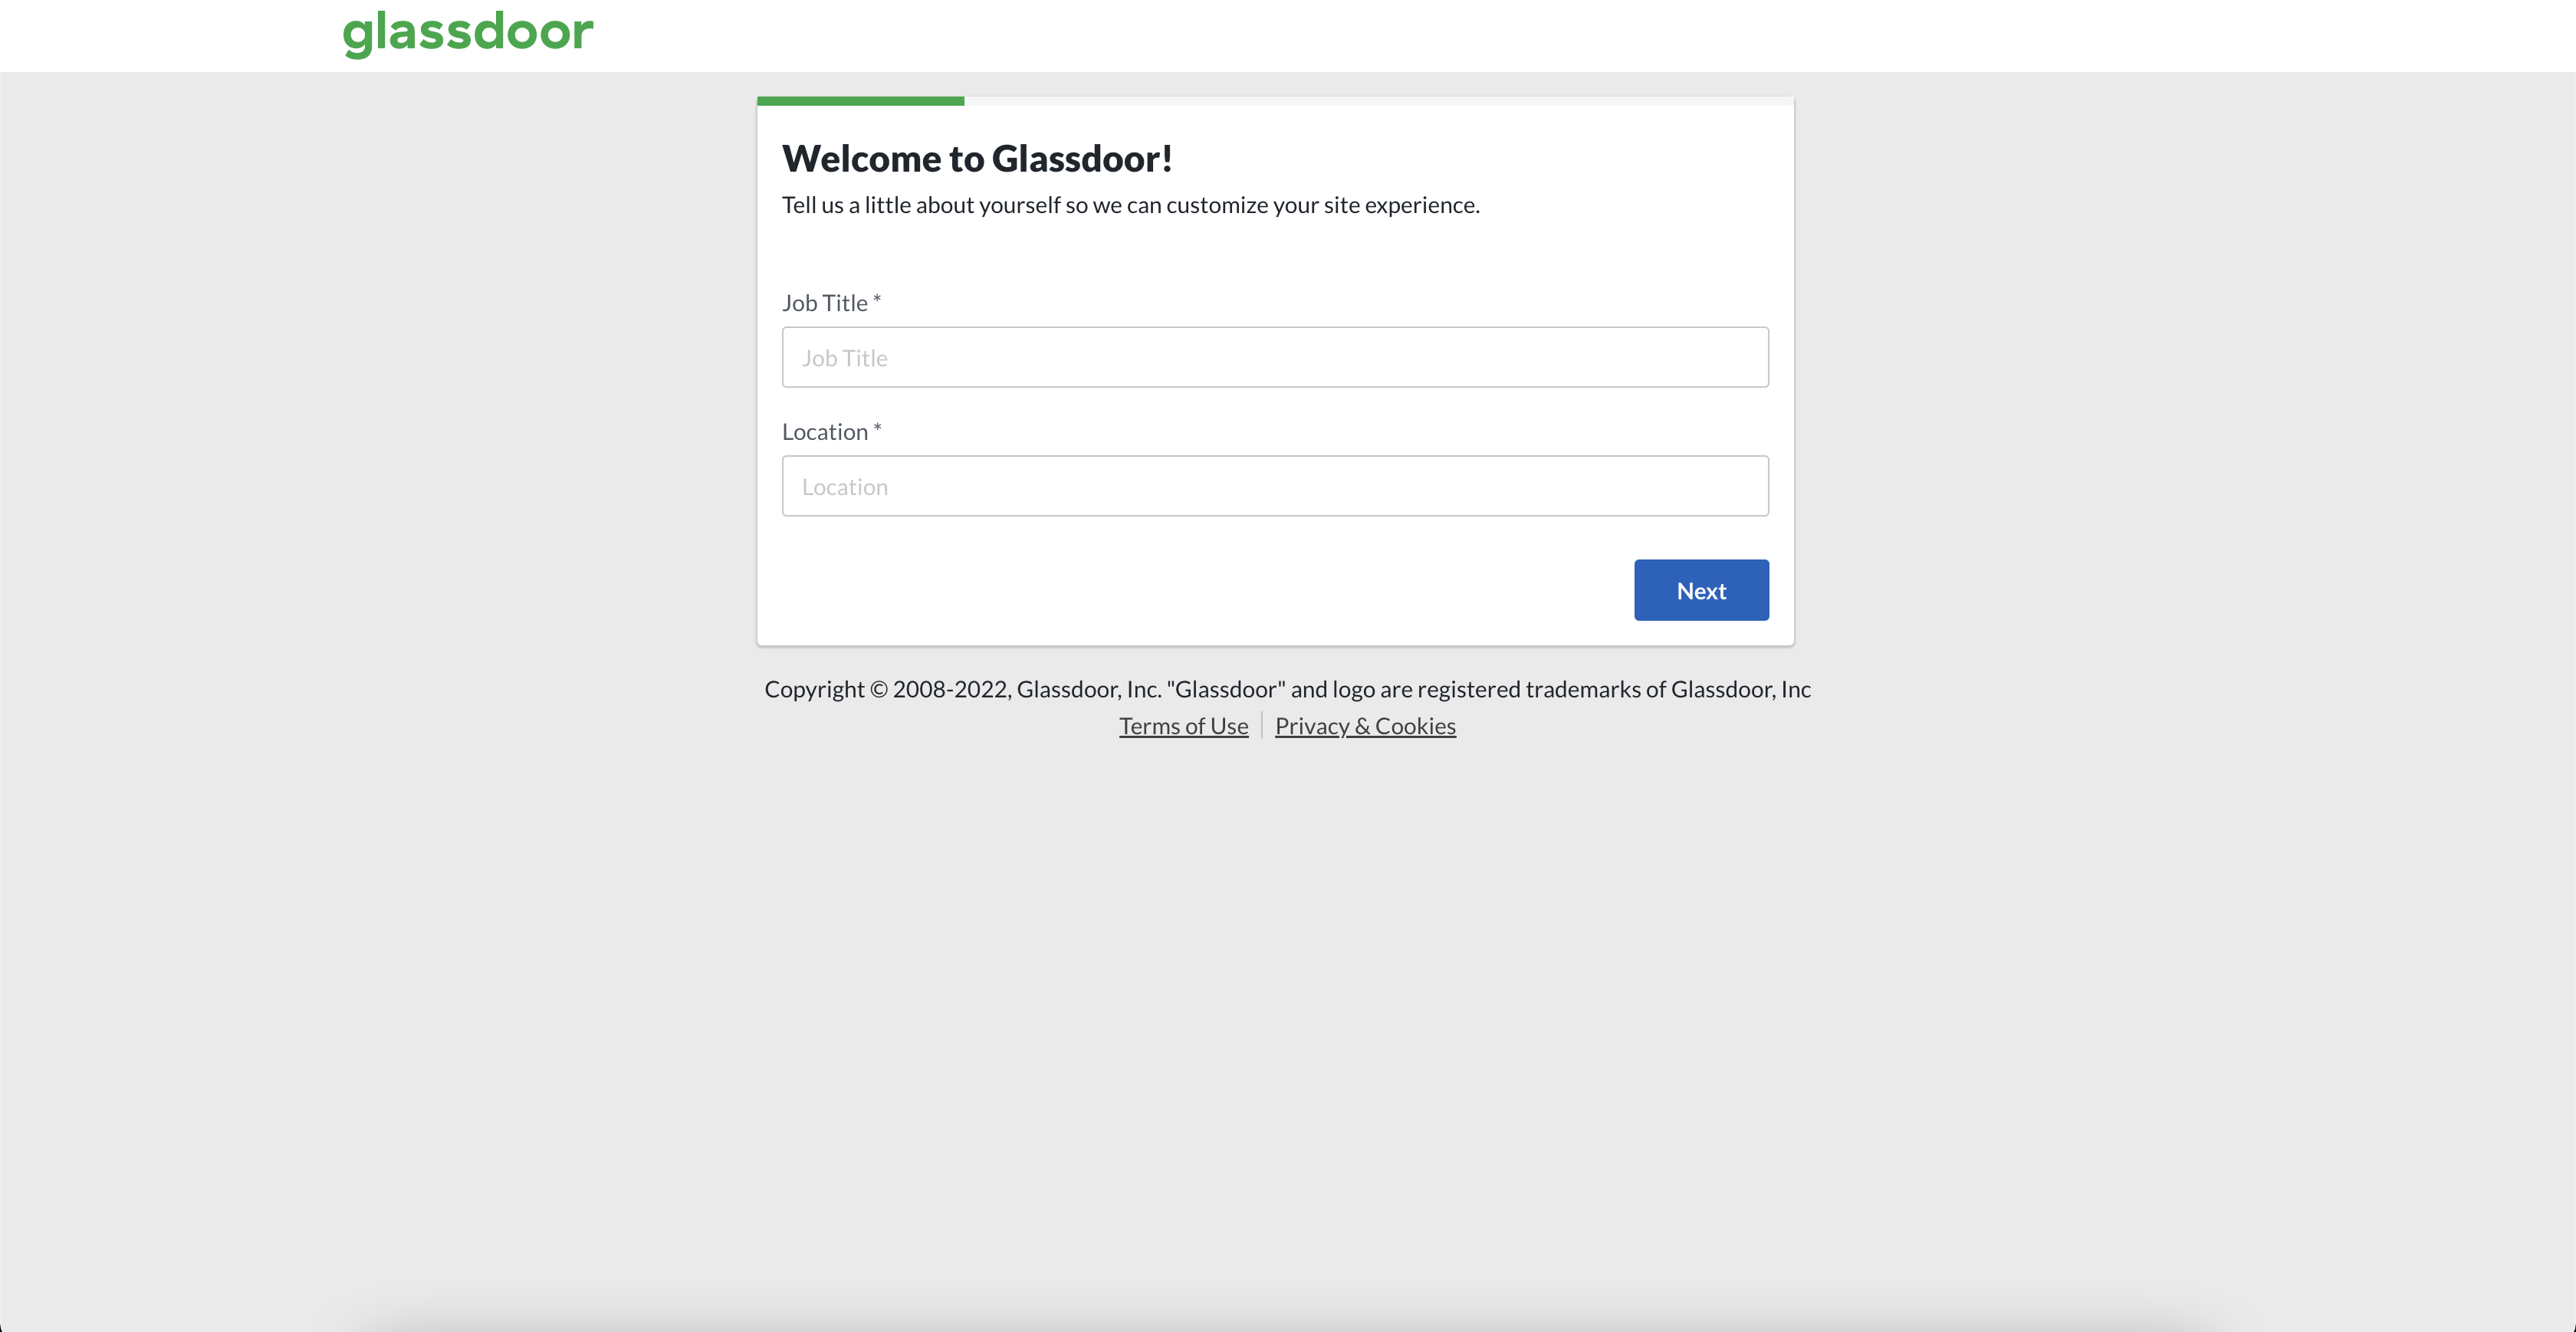 glassdoor
Welcome to Glassdoor!
Tell us a little about yourself so we can customize your site experience.
Job Title *
Job Title
Location *
Location
Next
Copyright © 2008-2022, Glassdoor, Inc. "Glassdoor" and logo are registered trademarks of Glassdoor, Inc
Terms of Use | Privacy & Cookies